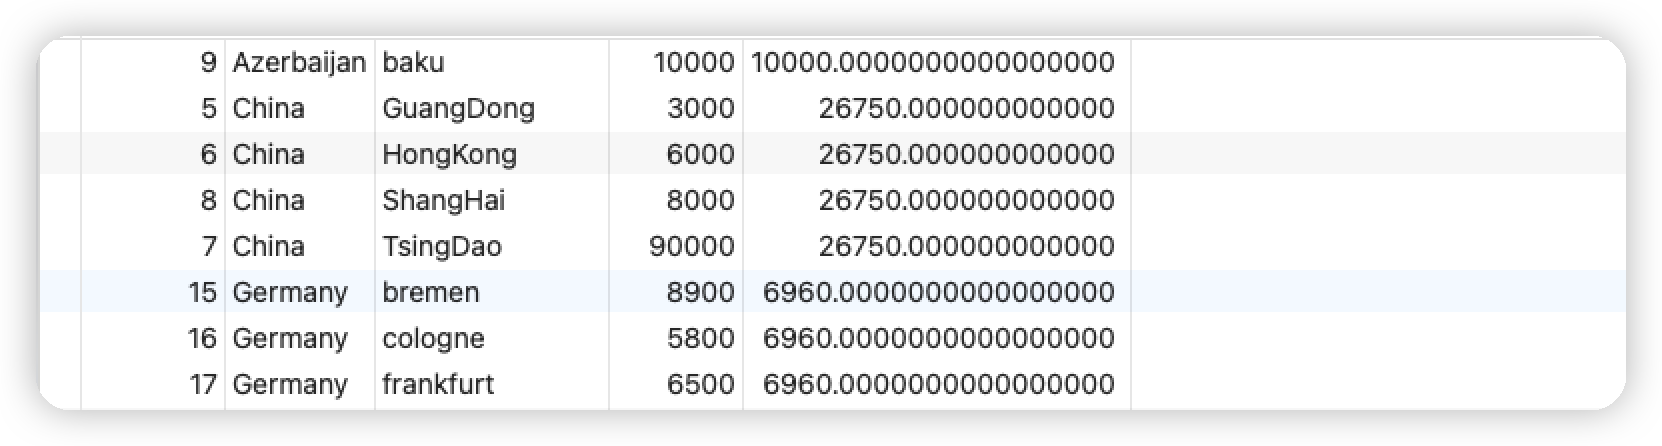 9 Azerbaijan baku 10000 10000.0000000000000000
5 China GuangDong 3000 26750.000000000000
6 China HongKong 6000 26750.000000000000
8 China ShangHai 8000 26750.000000000000
7 China TsingDao 90000 26750.000000000000
15 Germany bremen 8900 6960.0000000000000000
16 Germany cologne 5800 6960.0000000000000000
17 Germany frankfurt 6500 6960.0000000000000000